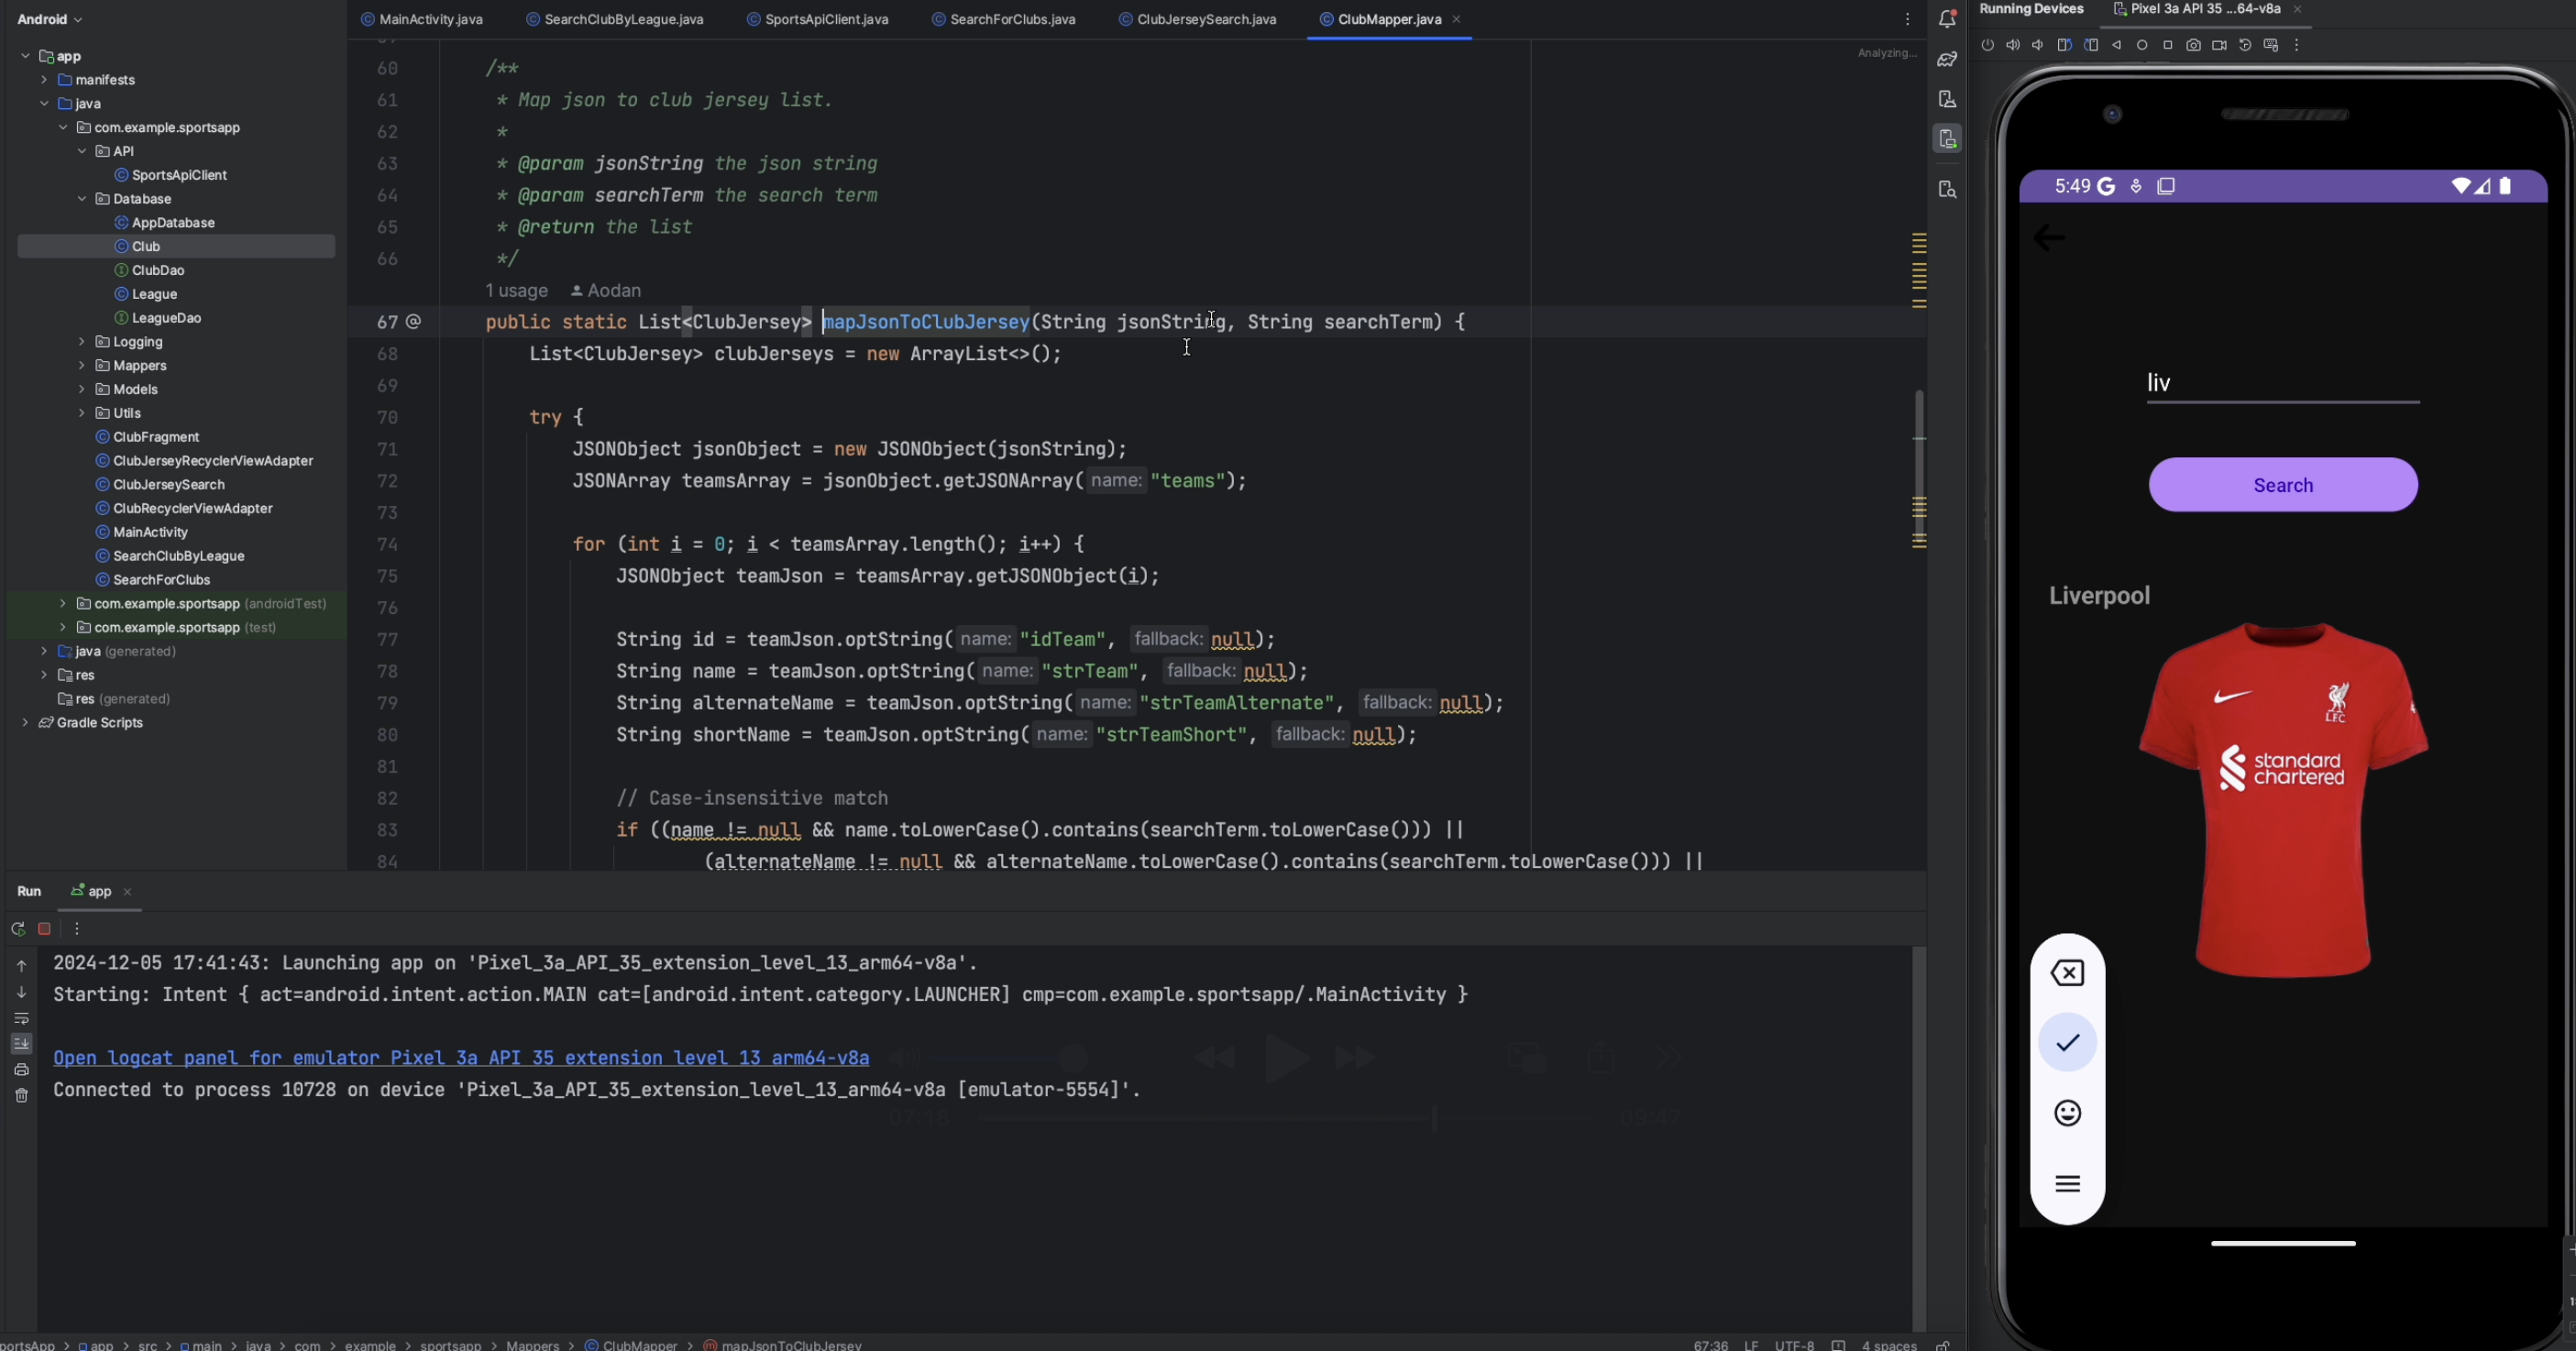 Android
app
manifests
java
com.example.sportsapp
API
SportsApiClient
Database
AppDatabase
Club
ClubDao
League
LeagueDao
Logging
Mappers
Models
Utils
ClubFragment
ClubJerseyRecyclerViewAdapter
ClubJerseySearch
ClubRecyclerViewAdapter
MainActivity
SearchClubByLeague
SearchForClubs
com.example.sportsapp (androidTest)
com.example.sportsapp (test)
java (generated)
res
res (generated)
Gradle Scripts
MainActivity.java SearchClubByLeague.java SportsApiClient.java SearchForClubs.java ClubJerseySearch.java ClubMapper.java
Analyzing...
60 /**
61 * Map json to club jersey list.
62 *
63 * @param jsonString the json string
64 * @param searchTerm the search term
65 * @return the list
66 */
1 usage Aodan
67 @ public static List<ClubJersey> mapJsonToClubJersey(String jsonString, String searchTerm) {
68 List<ClubJersey> clubJerseys = new ArrayList<>();
69
70 try {
71 JSONObject jsonObject = new JSONObject(jsonString);
72 JSONArray teamsArray = jsonObject.getJSONArray( name: "teams");
73
74 for (int i = 0; i < teamsArray.length(); i++) {
75 JSONObject teamJson = teamsArray.getJSONObject(i);
76
77 String id = teamJson.optString( name: "idTeam", fallback: null);
78 String name = teamJson.optString( name: "strTeam", fallback: null);
79 String alternateName = teamJson.optString( name: "strTeamAlternate", fallback: null);
80 String shortName = teamJson.optString( name: "strTeamShort", fallback: null);
81
82 // Case-insensitive match
83 if ((name != null && name.toLowerCase().contains(searchTerm.toLowerCase())) ||
84 (alternateName != null && alternateName.toLowerCase().contains(searchTerm.toLowerCase())) ||
Run app
2024-12-05 17:41:43: Launching app on 'Pixel_3a_API_35_extension_level_13_arm64-v8a'.
Starting: Intent { act=android.intent.action.MAIN cat=[android.intent.category.LAUNCHER] cmp=com.example.sportsapp/.MainActivity }
Open logcat panel for emulator Pixel 3a API 35 extension level 13 arm64-v8a
Connected to process 10728 on device 'Pixel_3a_API_35_extension_level_13_arm64-v8a [emulator-5554]'.
07:18 09:47
portsApp > app > src > main > java > com > example > sportsapp > Mappers > ClubMapper > mapJsonToClubJersey
67:36 LF UTF-8 4 spaces
Running Devices Pixel 3a API 35 ...64-v8a
5:49 G
liv
Search
Liverpool
LFC
standard
chartered